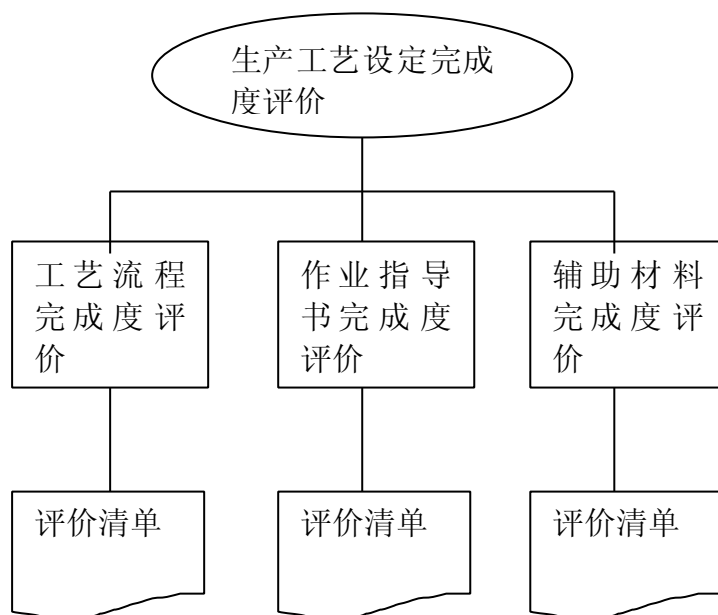 生产工艺设定完成
度评价
工艺流程
完成度评
价
作业指导
书完成度
评价
辅助材料
完成度评
价
评价清单
评价清单
评价清单